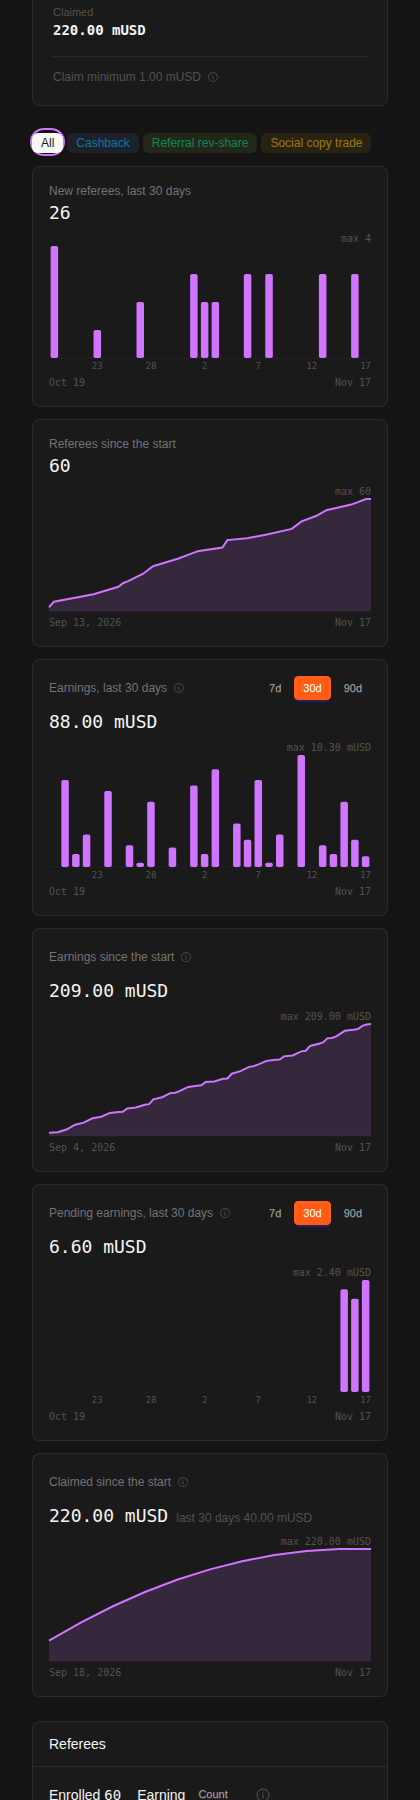 Claimed
220.00 mUSD
Claim minimum 1.00 mUSD
All Cashback Referral rev-share Social copy trade
New referees, last 30 days
26
max 4
23 28 2 7 12 17
Oct 19 Nov 17
Referees since the start
60
max 60
Sep 13, 2026 Nov 17
Earnings, last 30 days 7d 30d 90d
88.00 mUSD
max 10.30 mUSD
23 28 2 7 12 17
Oct 19 Nov 17
Earnings since the start
209.00 mUSD
max 209.00 mUSD
Sep 4, 2026 Nov 17
Pending earnings, last 30 days 7d 30d 90d
6.60 mUSD
max 2.40 mUSD
23 28 2 7 12 17
Oct 19 Nov 17
Claimed since the start
220.00 mUSD last 30 days 40.00 mUSD
max 220.00 mUSD
Sep 18, 2026 Nov 17
Referees
Enrolled 60 Earning Count